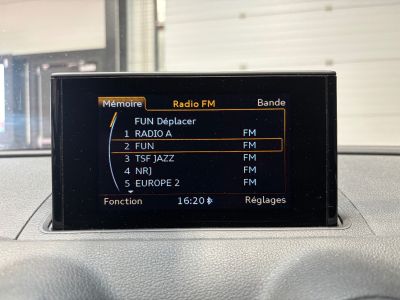 Mémoire Radio FM Bande
FUN Déplacer
1 RADIO A FM
2 FUN FM
3 TSF JAZZ FM
4 NRJ FM
5 EUROPE 2 FM
Fonction 16:20 Réglages